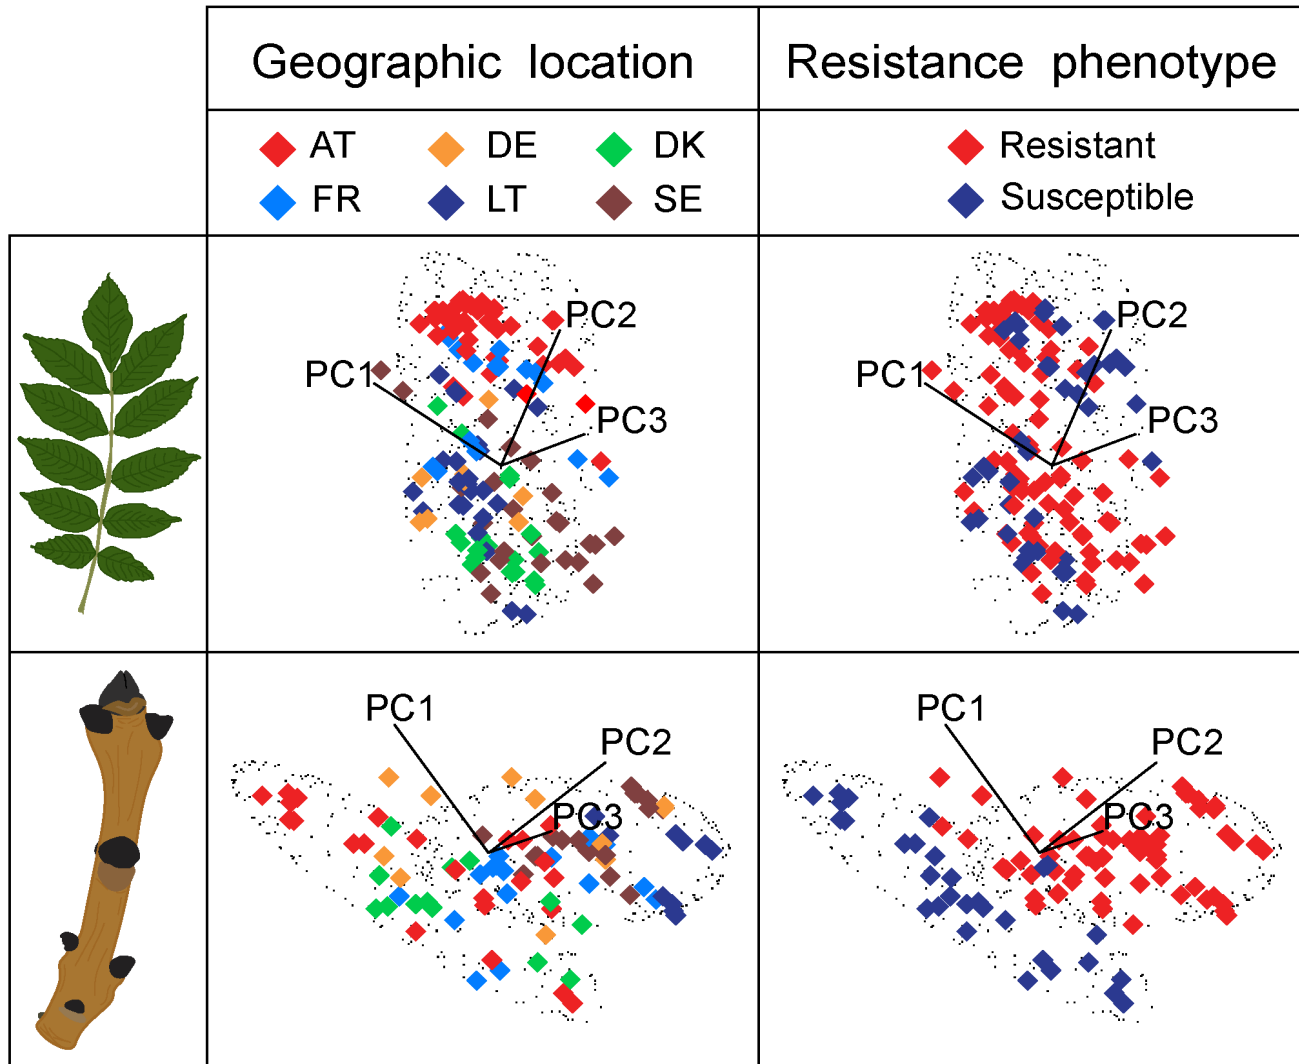 Geographic location
Resistance phenotype
AT
DE
DK
Resistant
FR
LT
SE
Susceptible
PC2
PC1
PC3
PC2
PC1
PC3
PC1
PC2
PC3
PC1
PC2
PC3